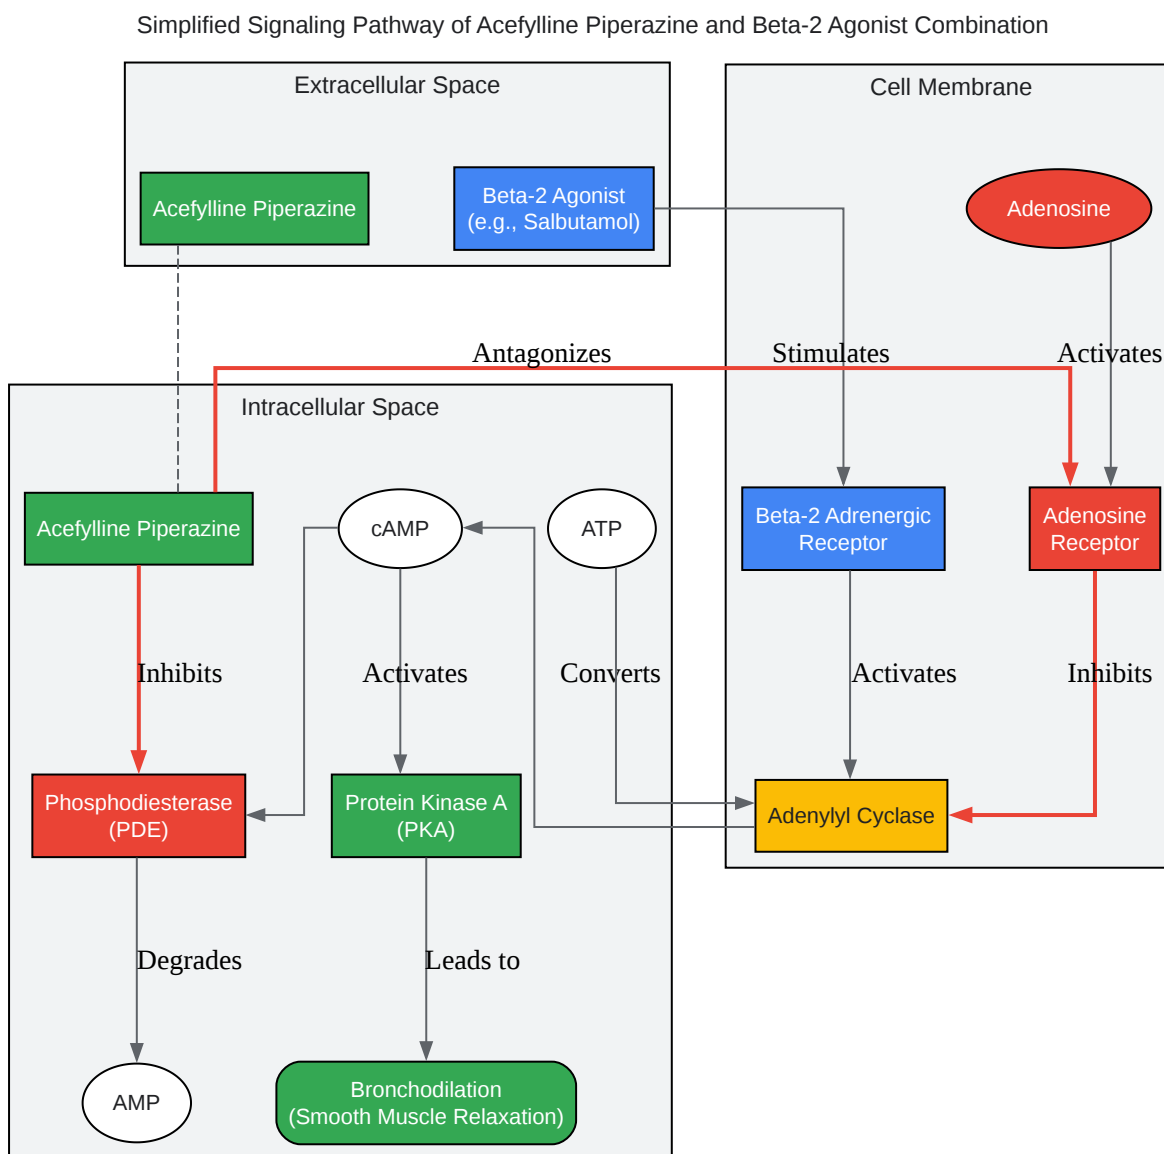 Simplified Signaling Pathway of Acefylline Piperazine and Beta-2 Agonist Combination
Extracellular Space
Cell Membrane
Acefylline Piperazine
Beta-2 Agonist
(e.g., Salbutamol)
Adenosine
Antagonizes
Stimulates
Activates
Intracellular Space
Acefylline Piperazine
cAMP
ATP
Beta-2 Adrenergic
Receptor
Adenosine
Receptor
Inhibits
Activates
Converts
Activates
Inhibits
Phosphodiesterase
(PDE)
Protein Kinase A
(PKA)
Adenylyl Cyclase
Degrades
Leads to
AMP
Bronchodilation
(Smooth Muscle Relaxation)